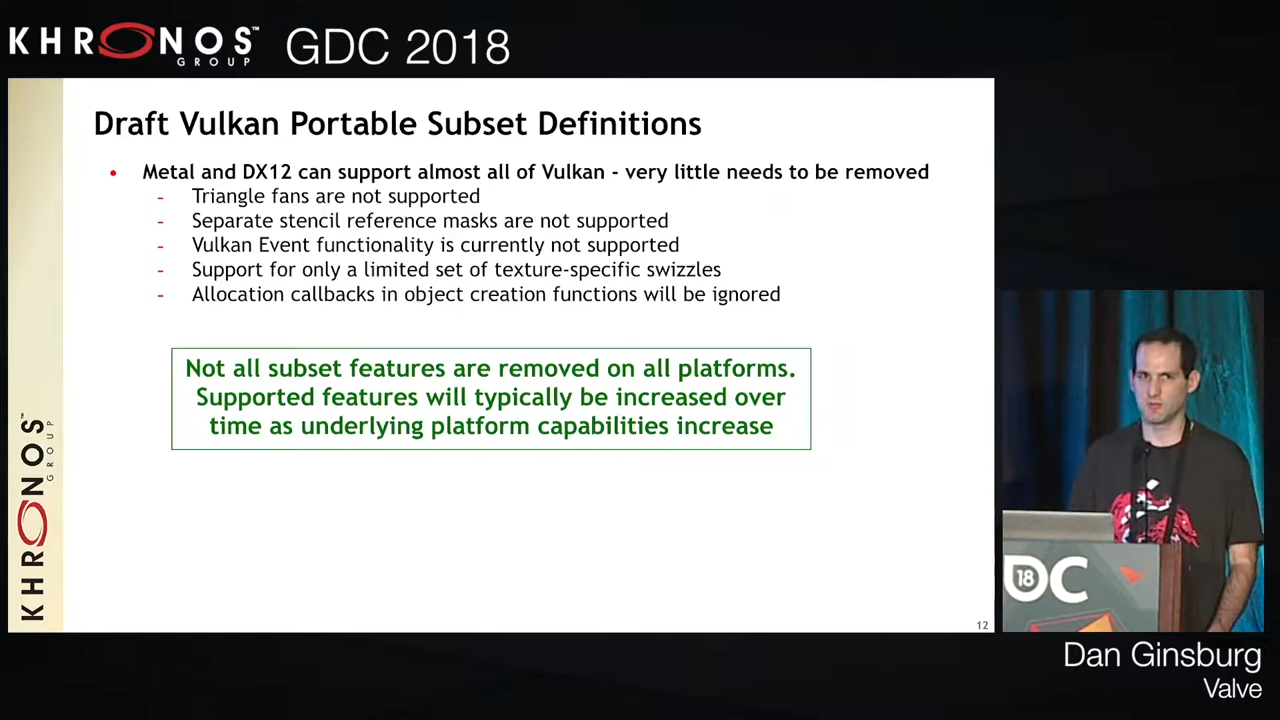 KHRONOS™ GROUP GDC 2018
Draft Vulkan Portable Subset Definitions
• Metal and DX12 can support almost all of Vulkan - very little needs to be removed
- Triangle fans are not supported
- Separate stencil reference masks are not supported
- Vulkan Event functionality is currently not supported
- Support for only a limited set of texture-specific swizzles
- Allocation callbacks in object creation functions will be ignored
Not all subset features are removed on all platforms.
Supported features will typically be increased over
time as underlying platform capabilities increase
KHRONOS™ GROUP
12
18
DC
Dan Ginsburg
Valve